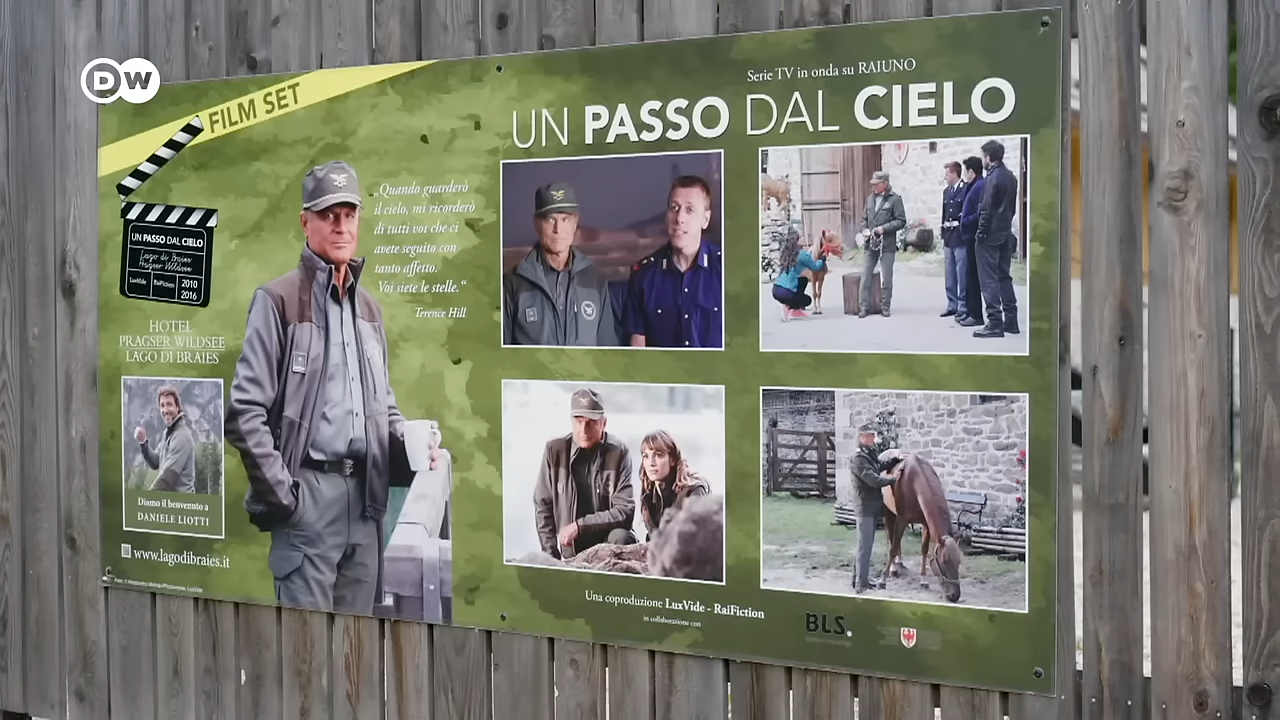 DW
FILM SET
Serie TV in onda su RAIUNO
UN PASSO DAL CIELO
„Quando guarderò
il cielo, mi ricorderò
di tutti voi che ci
avete seguito con
tanto affetto.
Voi siete le stelle.“
Terence Hill
UN PASSO DAL CIELO
Lago di Braies
Pragser Wildsee
LuxVide RaiFiction 2010
2016
HOTEL
PRAGSER WILDSEE
LAGO DI BRAIES
Diamo il benvenuto a
DANIELE LIOTTI
www.lagodibraies.it
Una coproduzione LuxVide - RaiFiction
in collaborazione con
BLS.